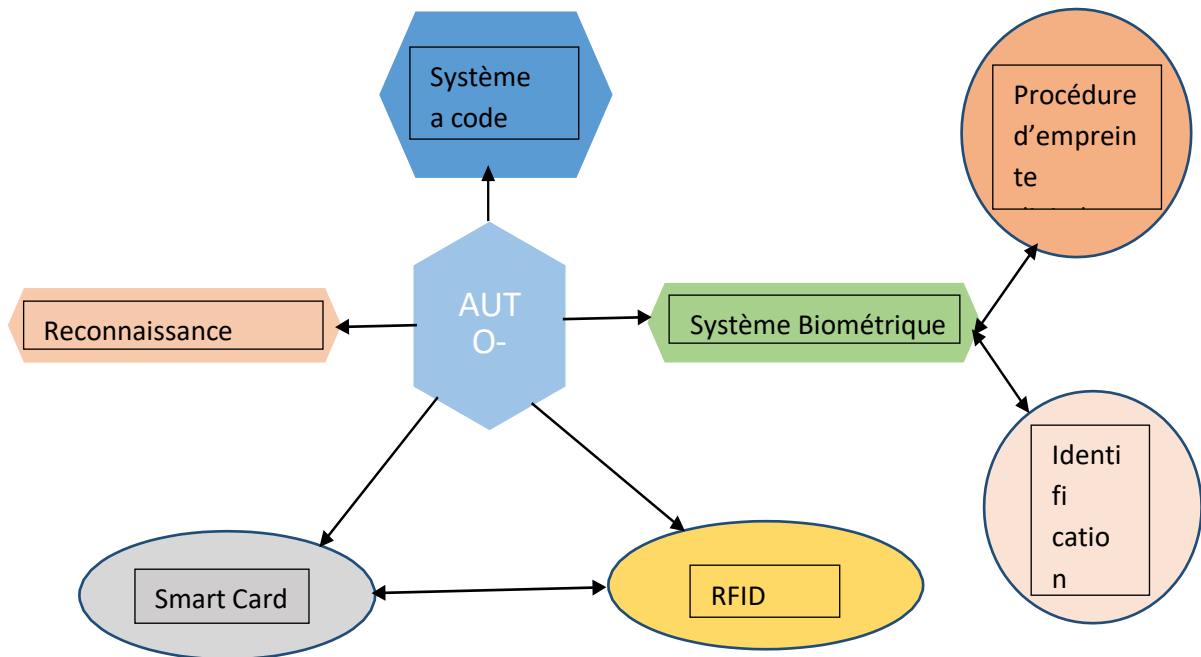 Système
a code
Procédure
d’emprein
te
AUT
O-
Reconnaissance
Système Biométrique
Identi
fi
catio
n
Smart Card
RFID